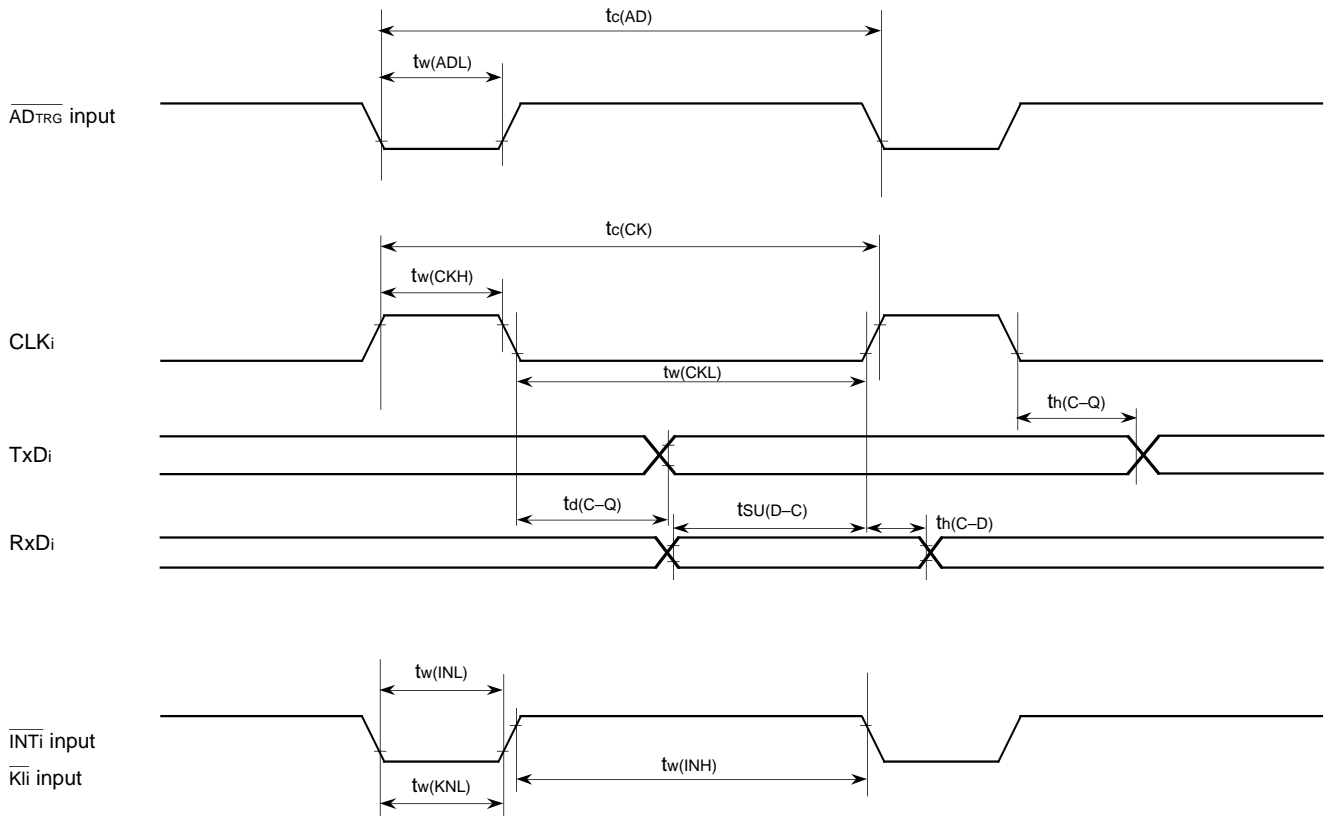 tc(AD)
tw(ADL)
ADTRG input
tc(CK)
tw(CKH)
CLKi
tw(CKL)
th(C–Q)
TxDi
td(C–Q)
tSU(D–C)
th(C–D)
RxDi
tw(INL)
INTi input
KIi input
tw(INH)
tw(KNL)